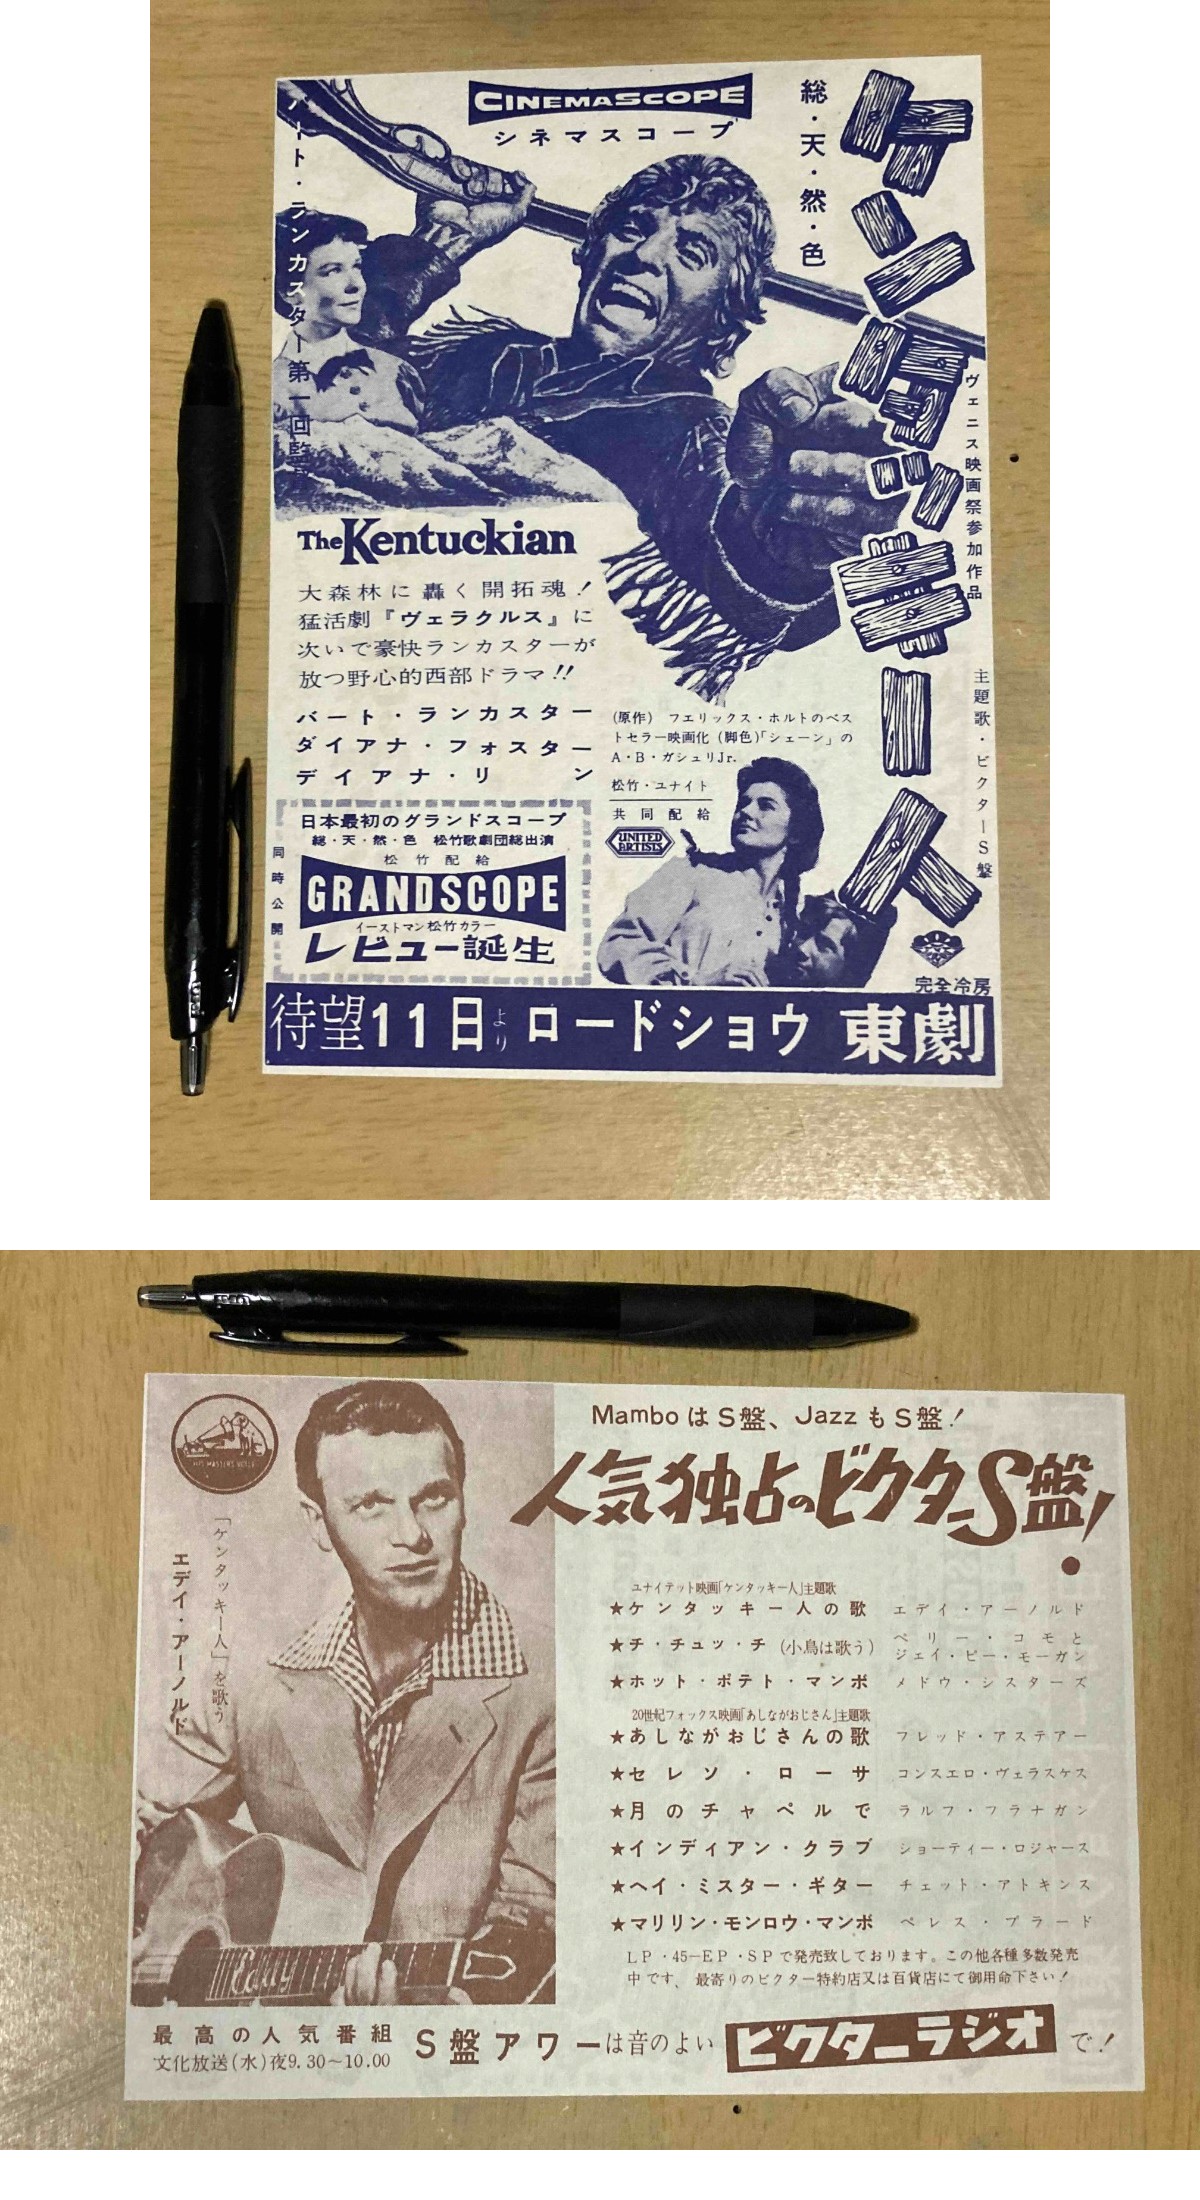 CINEMASCOPE
シネマスコープ
総・天・然・色
バート・ランカスター第一回監
ケンタッキー人
ヴェニス映画祭参加作品
主題歌・ビクターS盤
The Kentuckian
大森林に轟く開拓魂!
猛活劇『ヴェラクルス』に
次いで豪快ランカスターが
放つ野心的西部ドラマ!!
バート・ランカスター
ダイアナ・フォスター
デイアナ・リン
(原作) フエリックス・ホルトのベス
トセラー映画化(脚色)「シェーン」の
A・B・ガシュリJr.
松竹・ユナイト
共同配給
UNITED
ARTISTS
同時公開
日本最初のグランドスコープ
総・天・然・色 松竹歌劇団総出演
松竹配給
GRANDSCOPE
イーストマン松竹カラー
レビュー誕生
完全冷房
待望11日より ロードショウ 東劇
HIS MASTER'S VOICE
「ケンタッキー人」を歌う
エデイ・アーノルド
MamboはS盤、JazzもS盤!
人気独占のビクターS盤!
ユナイテット映画「ケンタッキー人」主題歌
★ケンタッキー人の歌 エデイ・アーノルド
★チ・チュッ・チ(小鳥は歌う) ペリー・コモと
ジェイ・ピー・モーガン
★ホット・ポテト・マンボ メドウ・シスターズ
20世紀フォックス映画「あしながおじさん」主題歌
★あしながおじさんの歌 フレッド・アステアー
★セレソ・ローサ コンスエロ・ヴェラスケス
★月のチャペルで ラルフ・フラナガン
★インディアン・クラブ ショーティー・ロジャース
★ヘイ・ミスター・ギター チェット・アトキンス
★マリリン・モンロウ・マンボ ペレス・プラード
LP・45—EP・SPで発売致しております。この他各種多数発売
中です、最寄りのビクター特約店又は百貨店にて御用命下さい!
Eddy
最高の人気番組
文化放送(水)夜9.30~10.00
S盤アワーは音のよい ビクターラジオ で!